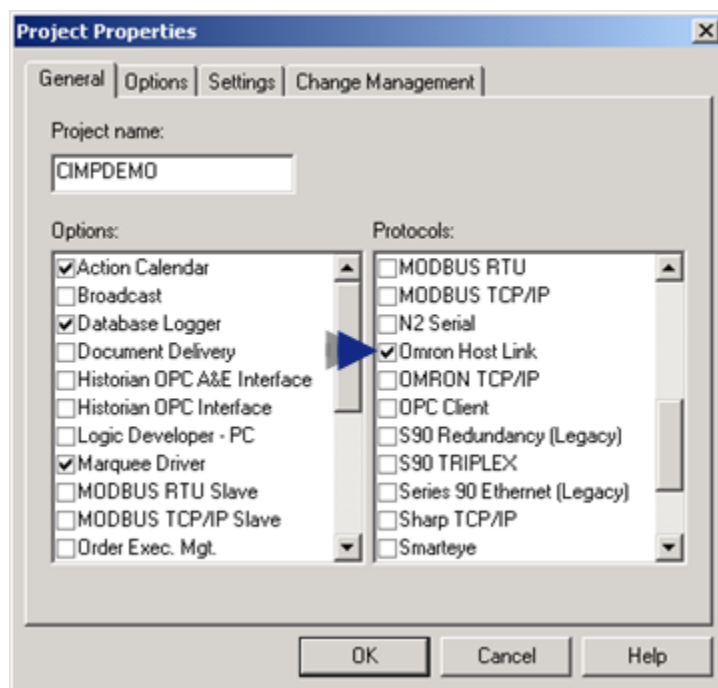 Project Properties
General Options Settings Change Management
Project name:
CIMPDEMO
Options:
Action Calendar
Broadcast
Database Logger
Document Delivery
Historian OPC A&E Interface
Historian OPC Interface
Logic Developer - PC
Marquee Driver
MODBUS RTU Slave
MODBUS TCP/IP Slave
Order Exec. Mgt.
Protocols:
MODBUS RTU
MODBUS TCP/IP
N2 Serial
Omron Host Link
OMRON TCP/IP
OPC Client
S90 Redundancy (Legacy)
S90 TRIPLEX
Series 90 Ethernet (Legacy)
Sharp TCP/IP
Smarteye
OK Cancel Help